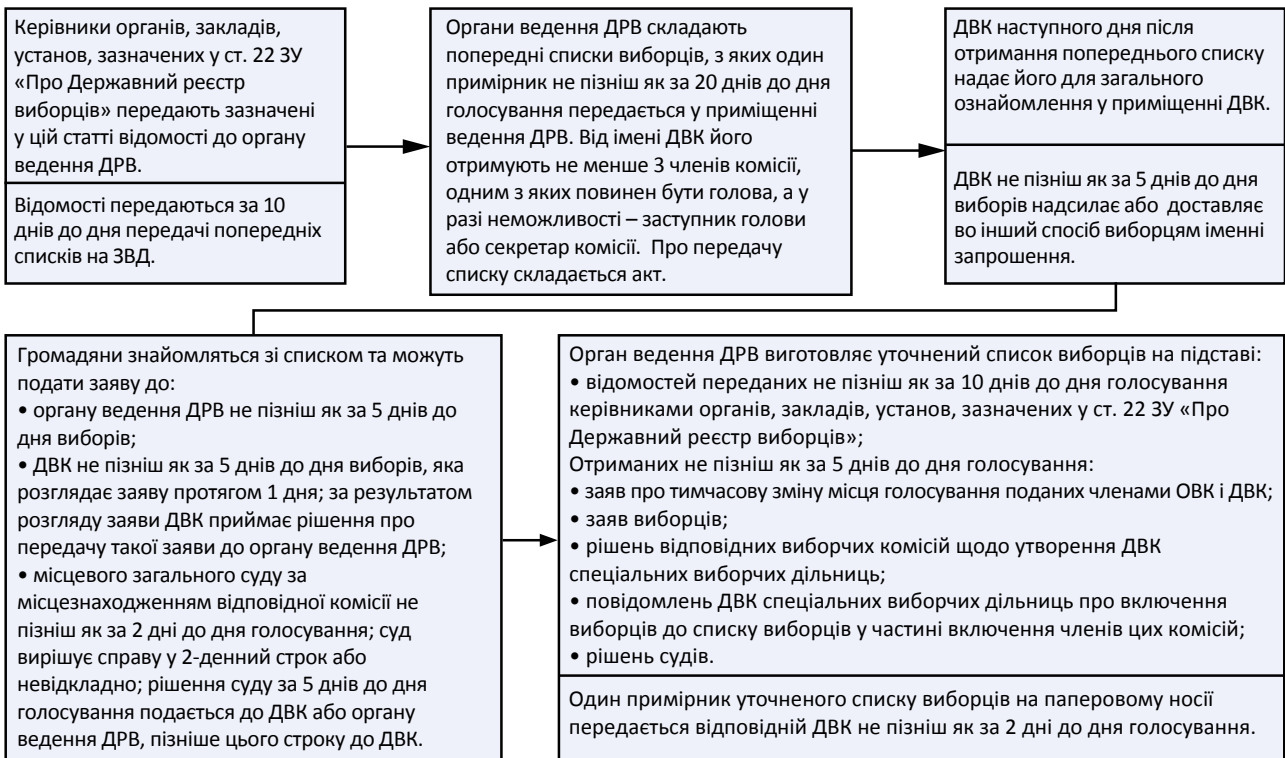 Керівники органів, закладів,
установ, зазначених у ст. 22 ЗУ
«Про Державний реєстр
виборців» передають зазначені
у цій статті відомості до органу
ведення ДРВ.
Відомості передаються за 10
днів до дня передачі попередніх
списків на ЗВД.
Органи ведення ДРВ складають
попередні списки виборців, з яких один
примірник не пізніш як за 20 днів до дня
голосування передається у приміщенні
ведення ДРВ. Від імені ДВК його
отримують не менше 3 членів комісії,
одним з яких повинен бути голова, а у
разі неможливості – заступник голови
або секретар комісії. Про передачу
списку складається акт.
ДВК наступного дня після
отримання попереднього списку
надає його для загального
ознайомлення у приміщенні ДВК.
ДВК не пізніш як за 5 днів до дня
виборів надсилає або доставляє
во інший спосіб виборцям іменні
запрошення.
Громадяни знайомляться зі списком та можуть
подати заяву до:
• органу ведення ДРВ не пізніш як за 5 днів до
дня виборів;
• ДВК не пізніш як за 5 днів до дня виборів, яка
розглядає заяву протягом 1 дня; за результатом
розгляду заяви ДВК приймає рішення про
передачу такої заяви до органу ведення ДРВ;
• місцевого загального суду за
місцезнаходженням відповідної комісії не
пізніш як за 2 дні до дня голосування; суд
вирішує справу у 2-денний строк або
невідкладно; рішення суду за 5 днів до дня
голосування подається до ДВК або органу
ведення ДРВ, пізніше цього строку до ДВК.
Орган ведення ДРВ виготовляє уточнений список виборців на підставі:
• відомостей переданих не пізніш як за 10 днів до дня голосування
керівниками органів, закладів, установ, зазначених у ст. 22 ЗУ «Про
Державний реєстр виборців»;
Отриманих не пізніш як за 5 днів до дня голосування:
• заяв про тимчасову зміну місця голосування поданих членами ОВК і ДВК;
• заяв виборців;
• рішень відповідних виборчих комісій щодо утворення ДВК
спеціальних виборчих дільниць;
• повідомлень ДВК спеціальних виборчих дільниць про включення
виборців до списку виборців у частині включення членів цих комісій;
• рішень судів.
Один примірник уточненого списку виборців на паперовому носії
передається відповідній ДВК не пізніш як за 2 дні до дня голосування.